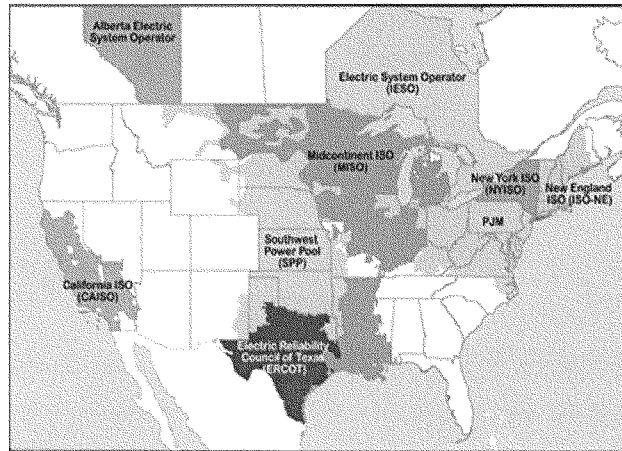 Alberta Electric
System Operator
Electric System Operator
(IESO)
Midcontinent ISO
(MISO)
New York ISO
(NYISO)
New England
ISO (ISO-NE)
PJM
Southwest
Power Pool
(SPP)
California ISO
(CAISO)
Electric Reliability
Council of Texas
(ERCOT)